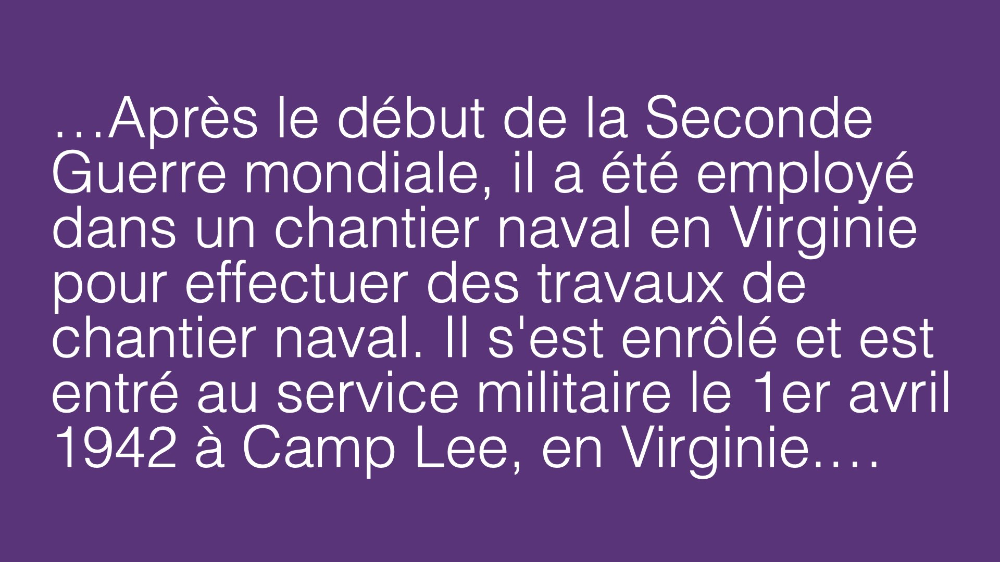 …Après le début de la Seconde
Guerre mondiale, il a été employé
dans un chantier naval en Virginie
pour effectuer des travaux de
chantier naval. Il s'est enrôlé et est
entré au service militaire le 1er avril
1942 à Camp Lee, en Virginie.…